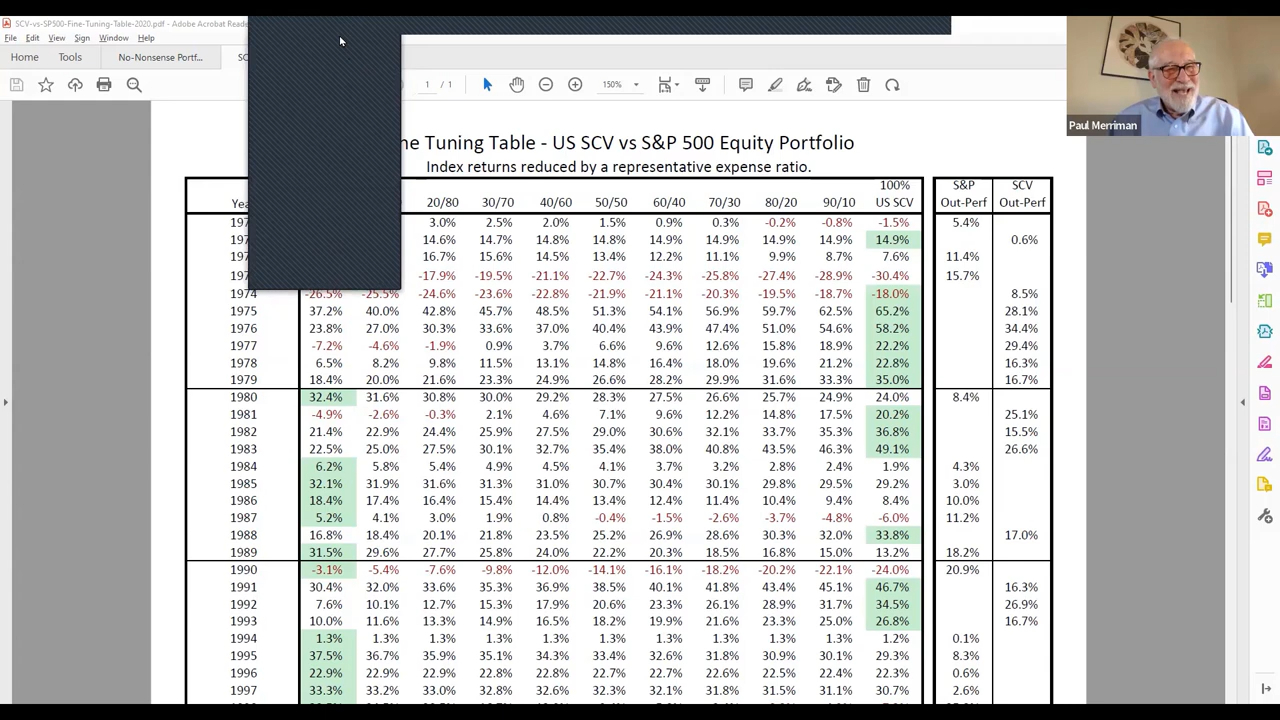 SCV-vs-SP500-Fine-Tuning-Table-2020.pdf - Adobe Acrobat Reade
File Edit View Sign Window Help
Home Tools No-Nonsense Portf... SC
1 / 1 150%
Paul Merriman
ne Tuning Table - US SCV vs S&P 500 Equity Portfolio
Index returns reduced by a representative expense ratio.
100% S&P SCV
Yea 20/80 30/70 40/60 50/50 60/40 70/30 80/20 90/10 US SCV Out-Perf Out-Perf
197 3.0% 2.5% 2.0% 1.5% 0.9% 0.3% -0.2% -0.8% -1.5% 5.4%
197 14.6% 14.7% 14.8% 14.8% 14.9% 14.9% 14.9% 14.9% 14.9% 0.6%
197 16.7% 15.6% 14.5% 13.4% 12.2% 11.1% 9.9% 8.7% 7.6% 11.4%
197 -17.9% -19.5% -21.1% -22.7% -24.3% -25.8% -27.4% -28.9% -30.4% 15.7%
1974 -26.5% -25.5% -24.6% -23.6% -22.8% -21.9% -21.1% -20.3% -19.5% -18.7% -18.0% 8.5%
1975 37.2% 40.0% 42.8% 45.7% 48.5% 51.3% 54.1% 56.9% 59.7% 62.5% 65.2% 28.1%
1976 23.8% 27.0% 30.3% 33.6% 37.0% 40.4% 43.9% 47.4% 51.0% 54.6% 58.2% 34.4%
1977 -7.2% -4.6% -1.9% 0.9% 3.7% 6.6% 9.6% 12.6% 15.8% 18.9% 22.2% 29.4%
1978 6.5% 8.2% 9.8% 11.5% 13.1% 14.8% 16.4% 18.0% 19.6% 21.2% 22.8% 16.3%
1979 18.4% 20.0% 21.6% 23.3% 24.9% 26.6% 28.2% 29.9% 31.6% 33.3% 35.0% 16.7%
1980 32.4% 31.6% 30.8% 30.0% 29.2% 28.3% 27.5% 26.6% 25.7% 24.9% 24.0% 8.4%
1981 -4.9% -2.6% -0.3% 2.1% 4.6% 7.1% 9.6% 12.2% 14.8% 17.5% 20.2% 25.1%
1982 21.4% 22.9% 24.4% 25.9% 27.5% 29.0% 30.6% 32.1% 33.7% 35.3% 36.8% 15.5%
1983 22.5% 25.0% 27.5% 30.1% 32.7% 35.4% 38.0% 40.8% 43.5% 46.3% 49.1% 26.6%
1984 6.2% 5.8% 5.4% 4.9% 4.5% 4.1% 3.7% 3.2% 2.8% 2.4% 1.9% 4.3%
1985 32.1% 31.9% 31.6% 31.3% 31.0% 30.7% 30.4% 30.1% 29.8% 29.5% 29.2% 3.0%
1986 18.4% 17.4% 16.4% 15.4% 14.4% 13.4% 12.4% 11.4% 10.4% 9.4% 8.4% 10.0%
1987 5.2% 4.1% 3.0% 1.9% 0.8% -0.4% -1.5% -2.6% -3.7% -4.8% -6.0% 11.2%
1988 16.8% 18.4% 20.1% 21.8% 23.5% 25.2% 26.9% 28.6% 30.3% 32.0% 33.8% 17.0%
1989 31.5% 29.6% 27.7% 25.8% 24.0% 22.2% 20.3% 18.5% 16.8% 15.0% 13.2% 18.2%
1990 -3.1% -5.4% -7.6% -9.8% -12.0% -14.1% -16.1% -18.2% -20.2% -22.1% -24.0% 20.9%
1991 30.4% 32.0% 33.6% 35.3% 36.9% 38.5% 40.1% 41.8% 43.4% 45.1% 46.7% 16.3%
1992 7.6% 10.1% 12.7% 15.3% 17.9% 20.6% 23.3% 26.1% 28.9% 31.7% 34.5% 26.9%
1993 10.0% 11.6% 13.3% 14.9% 16.5% 18.2% 19.9% 21.6% 23.3% 25.0% 26.8% 16.7%
1994 1.3% 1.3% 1.3% 1.3% 1.3% 1.3% 1.3% 1.3% 1.3% 1.3% 1.2% 0.1%
1995 37.5% 36.7% 35.9% 35.1% 34.3% 33.4% 32.6% 31.8% 30.9% 30.1% 29.3% 8.3%
1996 22.9% 22.9% 22.9% 22.8% 22.8% 22.7% 22.7% 22.6% 22.5% 22.4% 22.3% 0.6%
1997 33.3% 33.2% 33.0% 32.8% 32.6% 32.3% 32.1% 31.8% 31.5% 31.1% 30.7% 2.6%